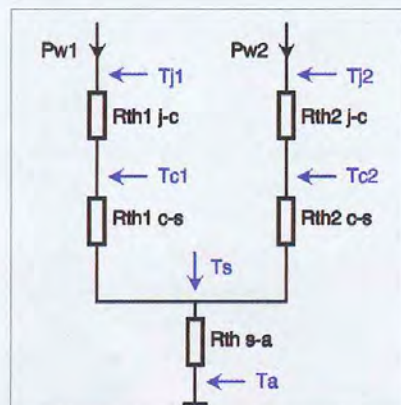 Pw1 Pw2
Tj1 Tj2
Rth1 j-c Rth2 j-c
Tc1 Tc2
Rth1 c-s Rth2 c-s
Ts
Rth s-a
Ta